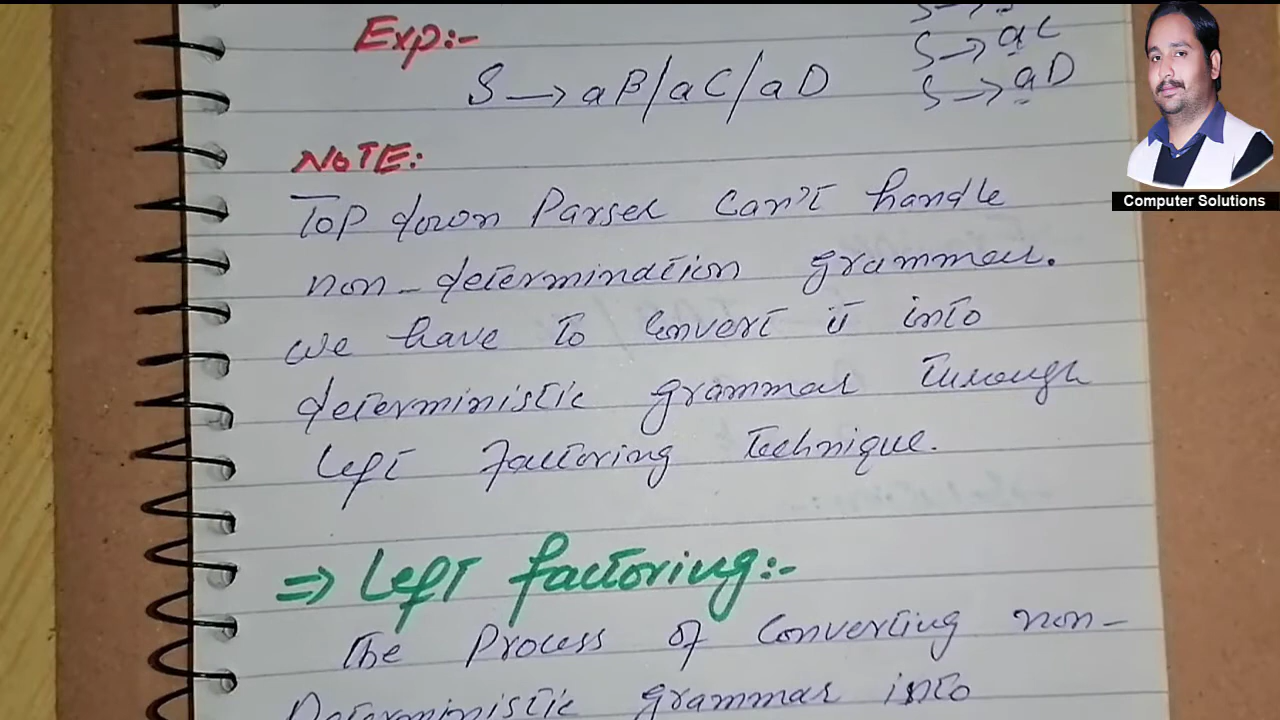 Exp:-
S → aB/aC/aD
S → aC
S → aD
NOTE:
Top down Parser can't handle
non-determination grammar.
we have to convert it into
deterministic grammar through
left factoring technique.
⇒ Left factoring:-
The Process of Converting non-
Deterministic grammar into
Computer Solutions